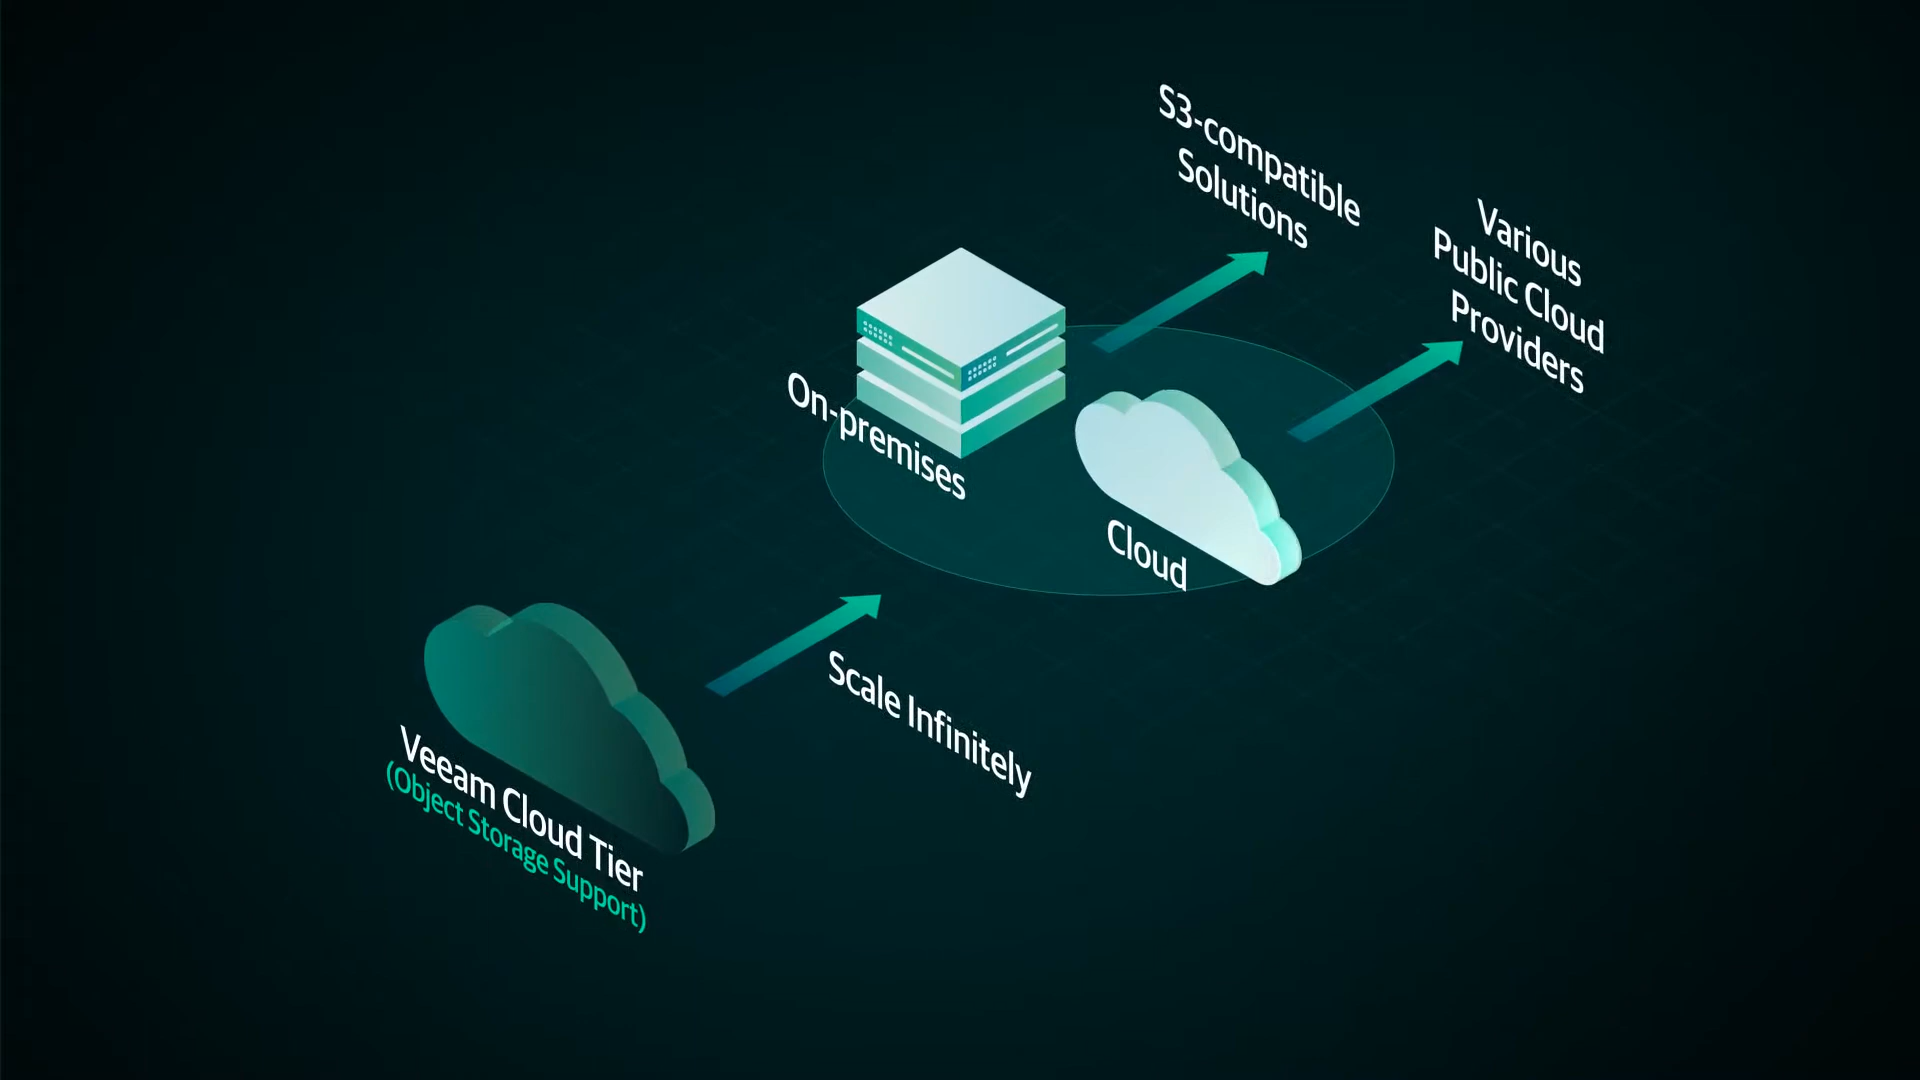 S3-compatible
Solutions
Various
Public Cloud
Providers
On-premises
Cloud
Scale Infinitely
Veeam Cloud Tier
(Object Storage Support)